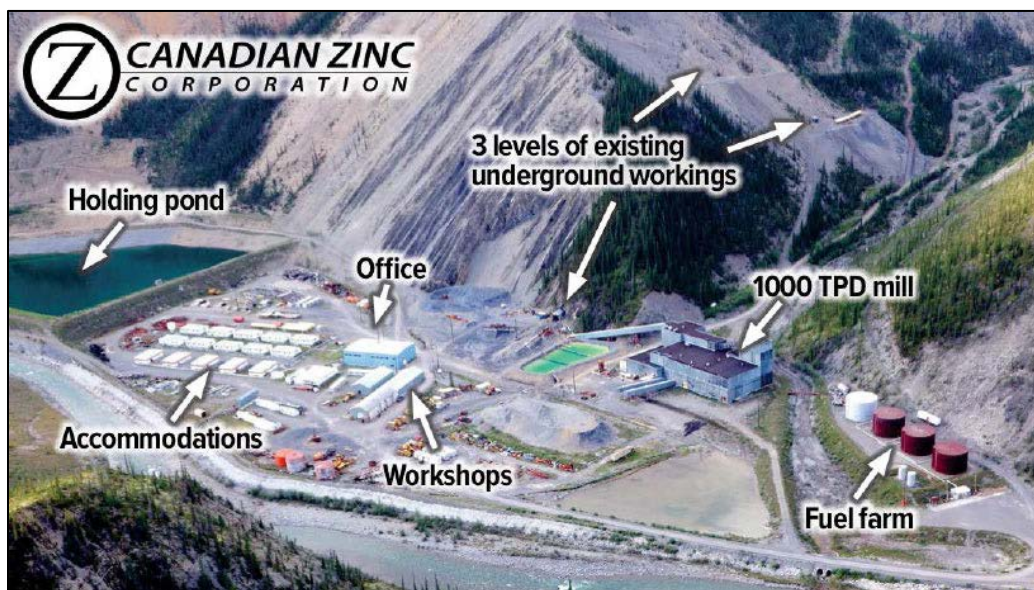 Z
CANADIAN ZINC
CORPORATION
3 levels of existing
underground workings
Holding pond
Office
1000 TPD mill
Accommodations
Workshops
Fuel farm